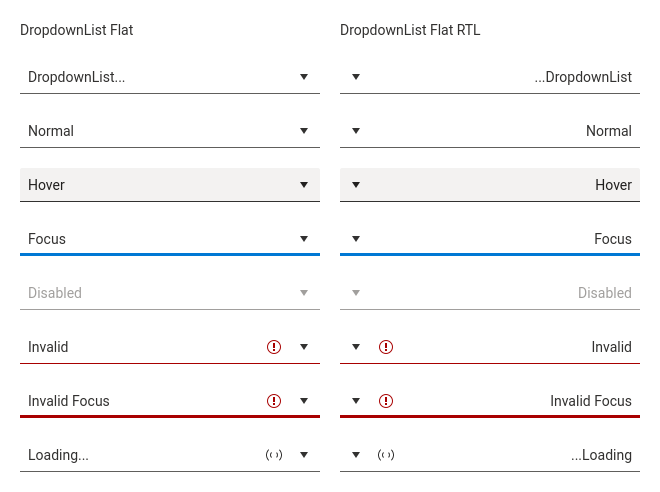 DropdownList Flat
DropdownList...
Normal
Hover
Focus
Disabled
Invalid
Invalid Focus
Loading...
DropdownList Flat RTL
...DropdownList
Normal
Hover
Focus
Disabled
Invalid
Invalid Focus
...Loading